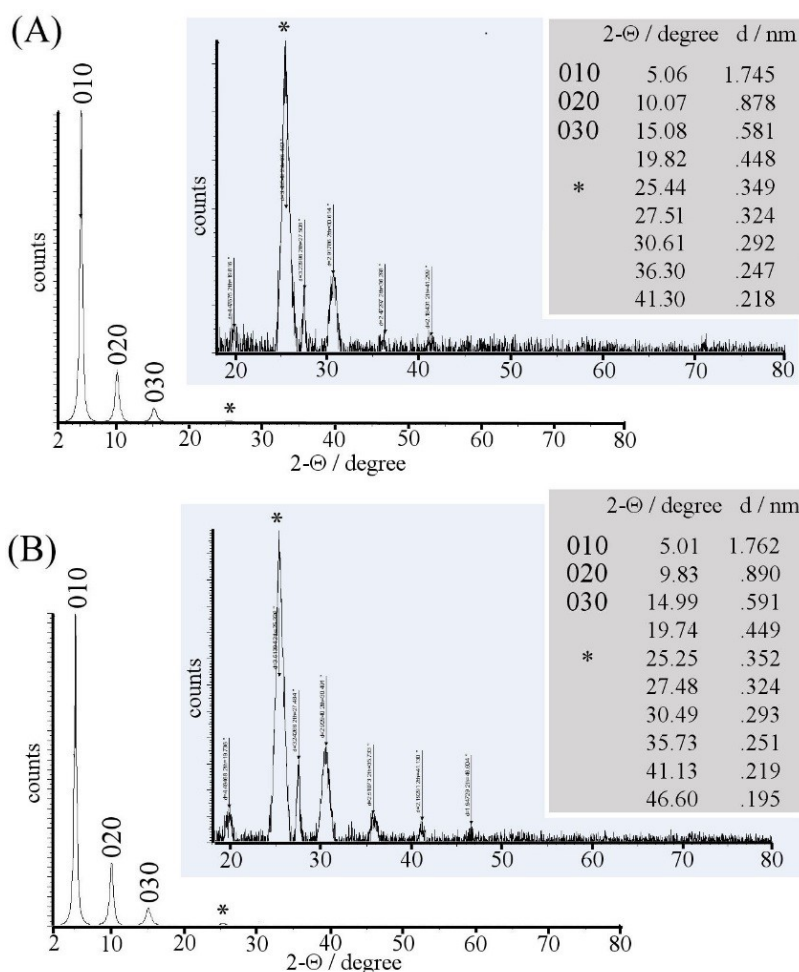 (A)
010
020
030
*
counts
2 10 20 30 40 50 60 70 80
2-Θ / degree
*
counts
20 30 40 50 60 70 80
2-Θ / degree d / nm
010 5.06 1.745
020 10.07 .878
030 15.08 .581
19.82 .448
* 25.44 .349
27.51 .324
30.61 .292
36.30 .247
41.30 .218
(B)
010
020
030
*
counts
2 10 20 30 40 50 60 70 80
2-Θ / degree
*
counts
20 30 40 50 60 70 80
2-Θ / degree d / nm
010 5.01 1.762
020 9.83 .890
030 14.99 .591
19.74 .449
* 25.25 .352
27.48 .324
30.49 .293
35.73 .251
41.13 .219
46.60 .195